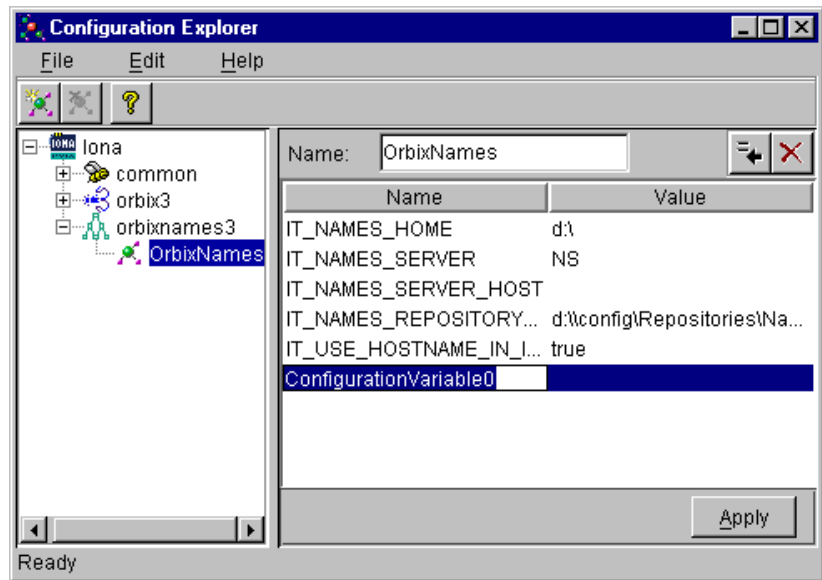 Configuration Explorer
File Edit Help
Iona
common
orbix3
orbixnames3
OrbixNames
Name: OrbixNames
Name Value
IT_NAMES_HOME d:\
IT_NAMES_SERVER NS
IT_NAMES_SERVER_HOST
IT_NAMES_REPOSITORY... d:\\config\Repositories\Na...
IT_USE_HOSTNAME_IN_I... true
ConfigurationVariable0
Apply
Ready